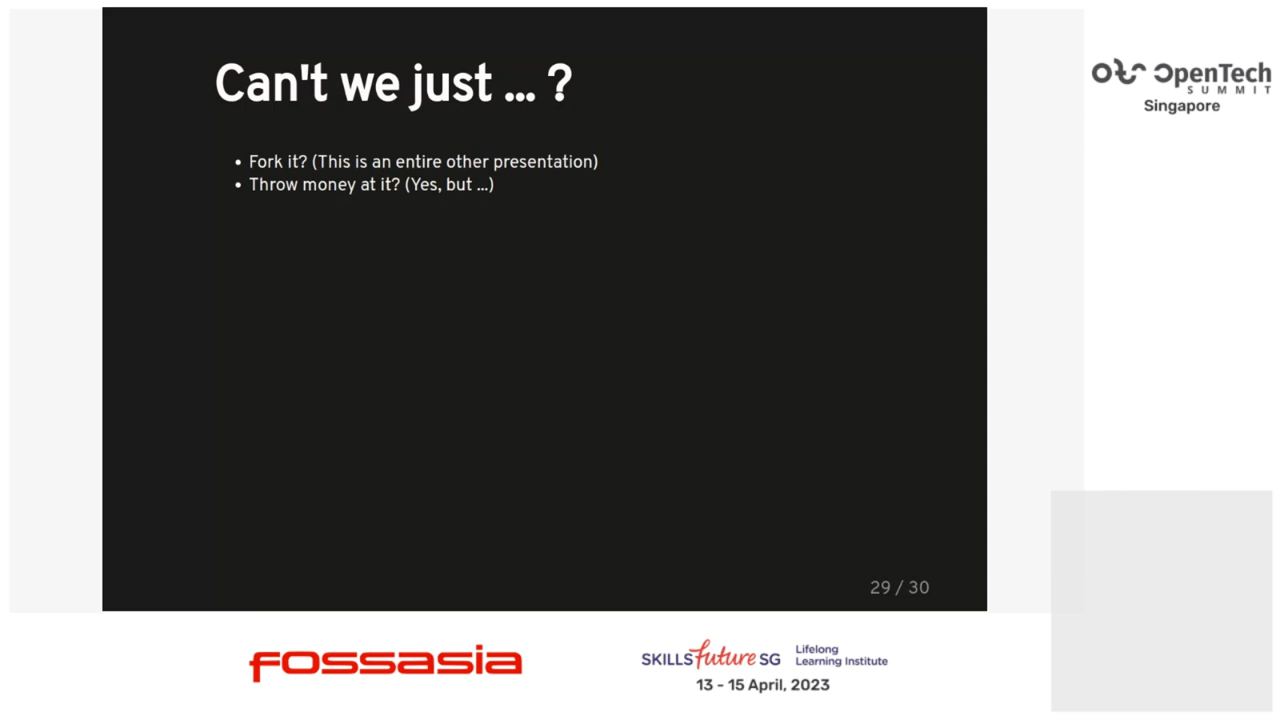 Can't we just ... ?
• Fork it? (This is an entire other presentation)
• Throw money at it? (Yes, but ...)
29 / 30
OpenTech
SUMMIT
Singapore
fossasia
SKILLSfuture SG
Lifelong
Learning Institute
13 - 15 April, 2023